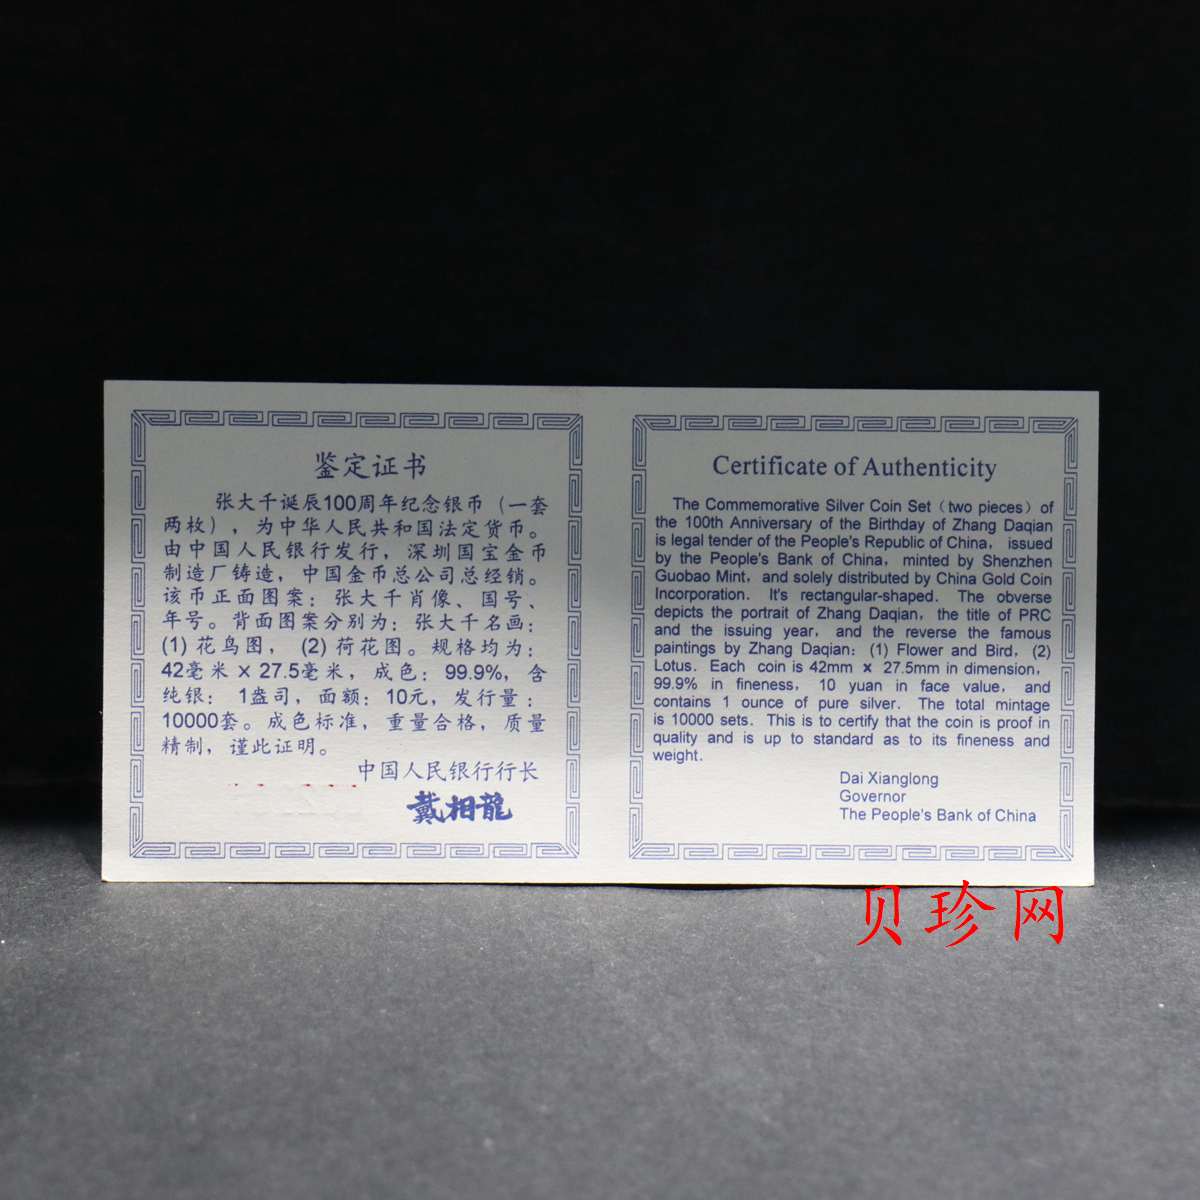 鉴定证书
张大千诞辰100周年纪念银币（一套
两枚），为中华人民共和国法定货币。
由中国人民银行发行，深圳国宝金币
制造厂铸造，中国金币总公司总经销。
该币正面图案：张大千肖像、国号、
年号。背面图案分别为：张大千名画：
(1) 花鸟图， (2) 荷花图。规格均为：
42毫米 x 27.5毫米，成色：99.9%，含
纯银： 1盎司，面额：10元，发行量：
10000套。成色标准，重量合格，质量
精制，谨此证明。
中国人民银行行长
戴相龍
Certificate of Authenticity
The Commemorative Silver Coin Set（two pieces）of
the 100th Anniversary of the Birthday of Zhang Daqian
is legal tender of the People's Republic of China， issued
by the People's Bank of China，minted by Shenzhen
Guobao Mint，and solely distributed by China Gold Coin
Incorporation. It's rectangular-shaped. The obverse
depicts the portrait of Zhang Daqian，the title of PRC
and the issuing year，and the reverse the famous
paintings by Zhang Daqian：(1) Flower and Bird，(2)
Lotus. Each coin is 42mm x 27.5mm in dimension，
99.9% in fineness， 10 yuan in face value， and
contains 1 ounce of pure silver. The total mintage
is 10000 sets. This is to certify that the coin is proof in
quality and is up to standard as to its fineness and
weight.
Dai Xianglong
Governor
The People's Bank of China
贝珍网